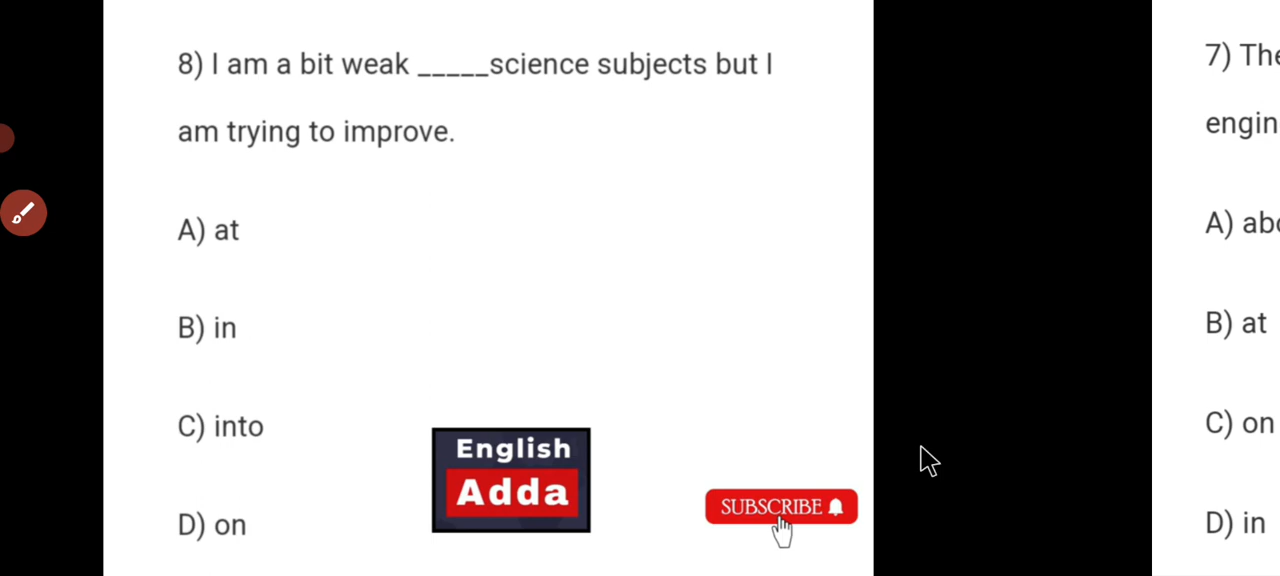 8) I am a bit weak _____science subjects but I
am trying to improve.
A) at
B) in
C) into
D) on
English
Adda
SUBSCRIBE
7) The
engin
A) abo
B) at
C) on
D) in